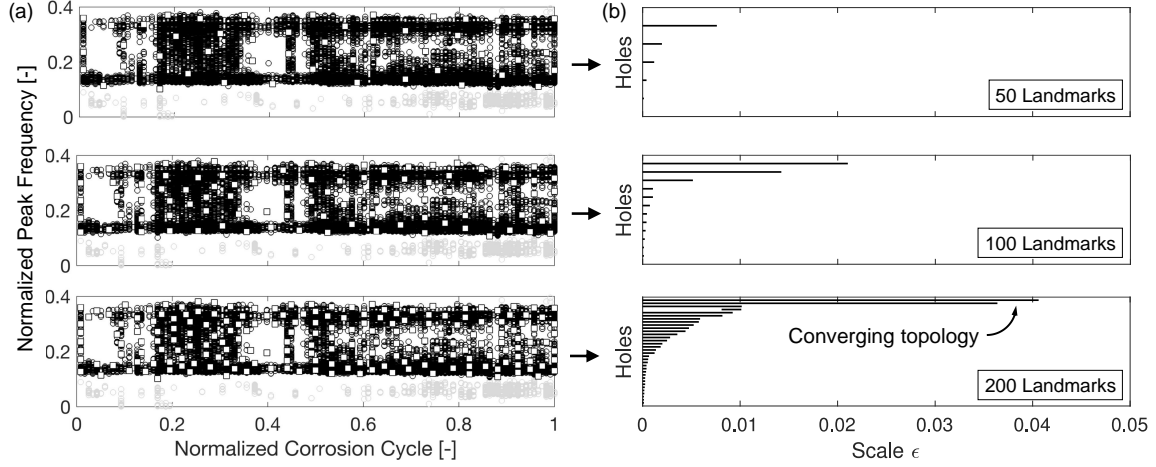 (a)
(b)
Normalized Peak Frequency [-]
0.4
0.2
0
Holes
50 Landmarks
0.4
0.2
0
Holes
100 Landmarks
0.4
0.2
0
Holes
Converging topology
200 Landmarks
0 0.2 0.4 0.6 0.8 1
0 0.01 0.02 0.03 0.04 0.05
Normalized Corrosion Cycle [-]
Scale ϵ